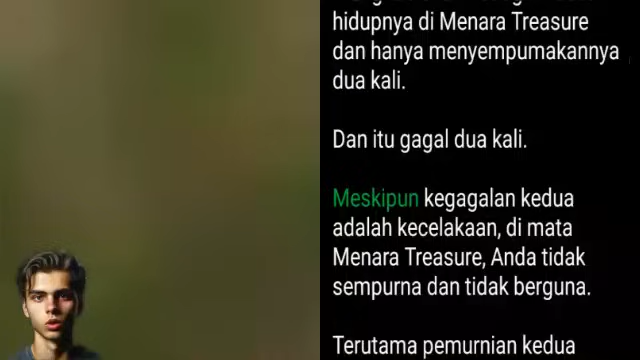 hidupnya di Menara Treasure
dan hanya menyempumakannya
dua kali.
Dan itu gagal dua kali.
Meskipun kegagalan kedua
adalah kecelakaan, di mata
Menara Treasure, Anda tidak
sempurna dan tidak berguna.
Terutama pemurnian kedua